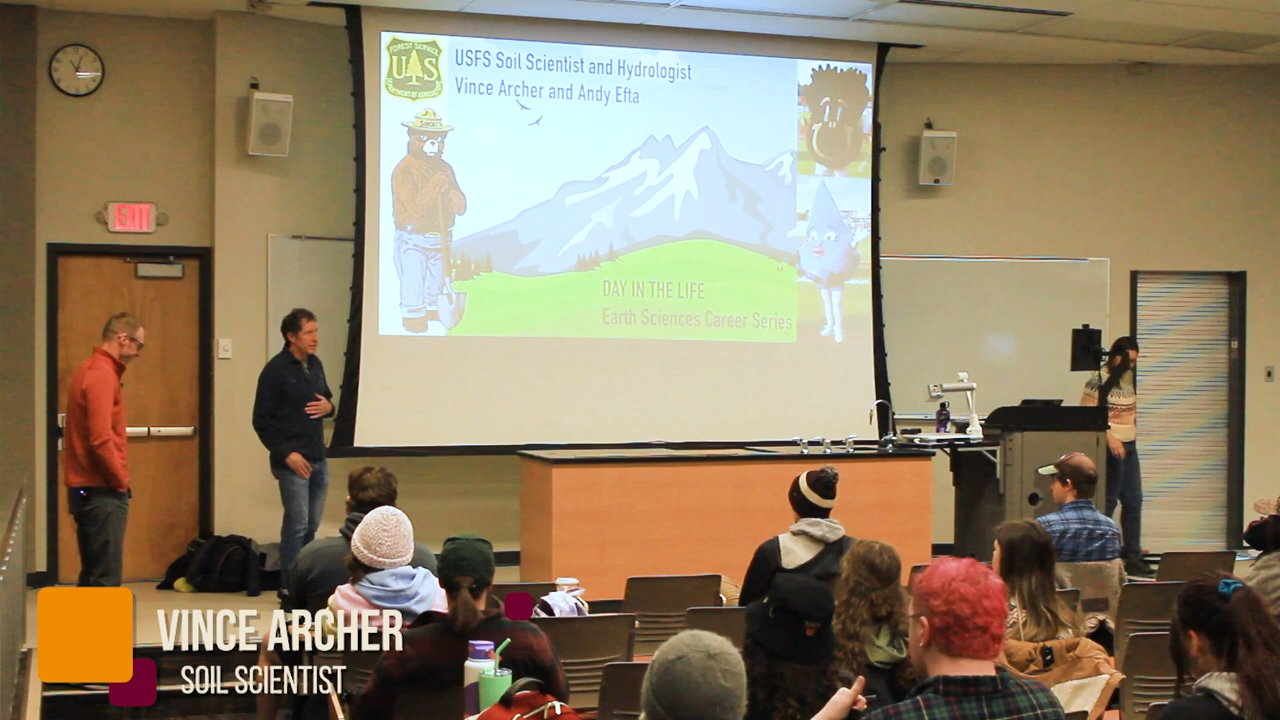 FOREST SERVICE
U S
DEPARTMENT OF AGRICULTURE
USFS Soil Scientist and Hydrologist
Vince Archer and Andy Efta
SMOKEY
EXIT
DAY IN THE LIFE
Earth Sciences Career Series
VINCE ARCHER
SOIL SCIENTIST